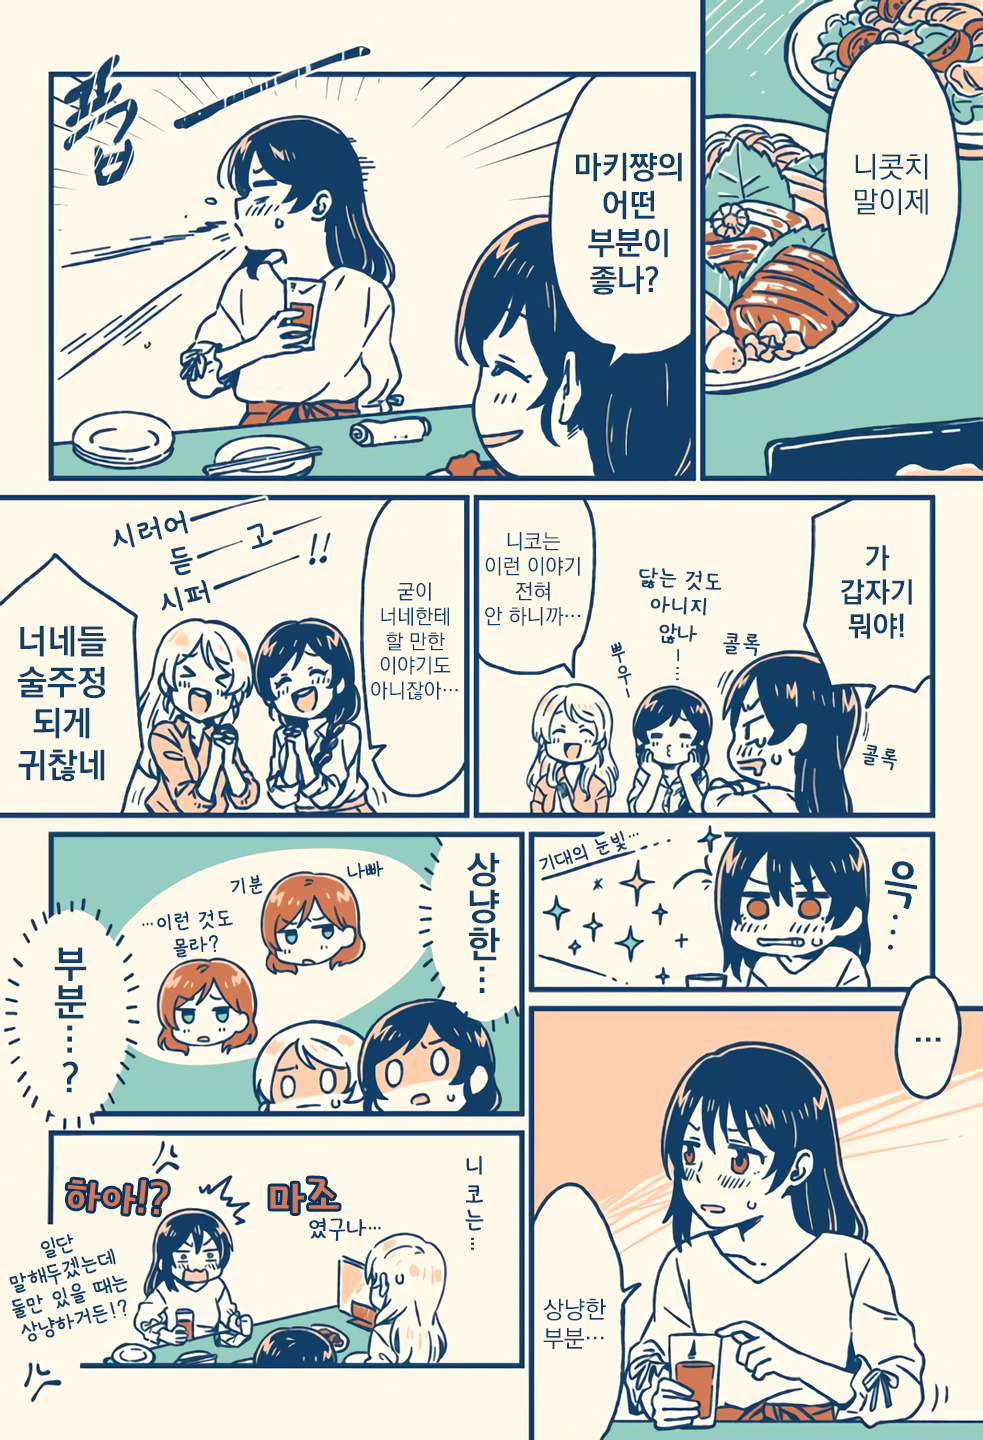 니콧치
말이제
마키쨩의
어떤
부분이
좋나?
풉
가
갑자기
뭐야!
콜록
콜록
닳는 것도
아니지
않나
ー…
뿌우ー
니코는
이런 이야기
전혀
안 하니까…
굳이
너네한테
할 만한
이야기도
아니잖아…
시러어
듣 고
시퍼 !!
너네들
술주정
되게
귀찮네
윽…
기대의 눈빛…
…
상냥한
부분…
상냥한…
부분…?
기분 나빠
…이런 것도
몰라?
니코는…
마조
였구나…
하아!?
일단
말해두겠는데
둘만 있을 때는
상냥하거든!?